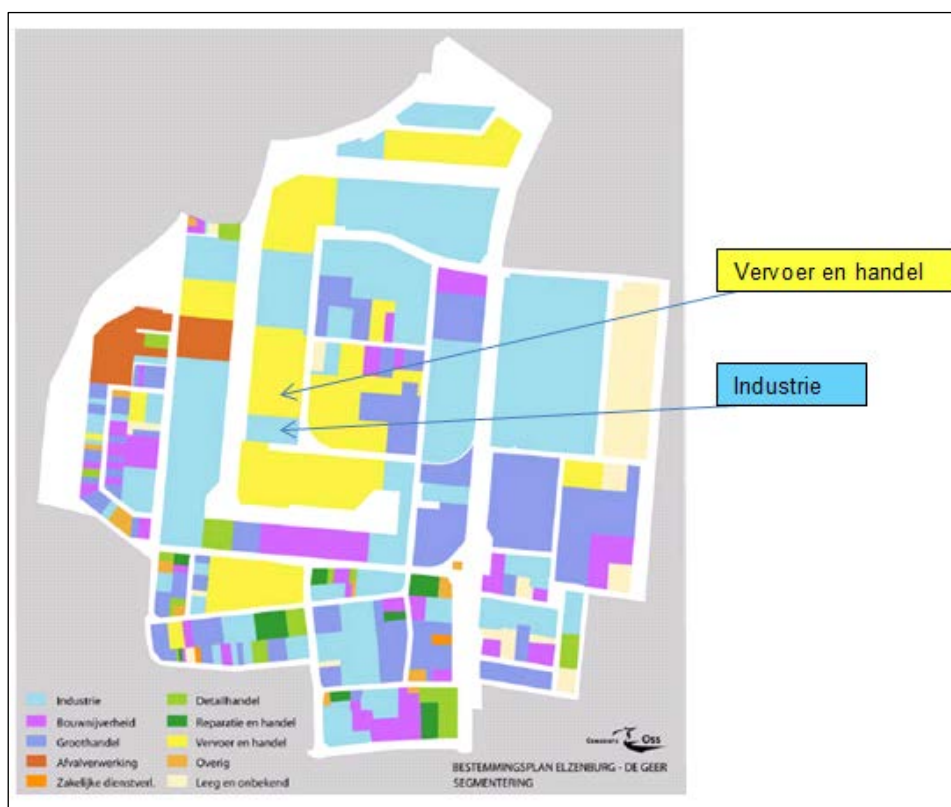 Vervoer en handel
Industrie
Industrie
Bouwnijverheid
Groothandel
Afvalverwerking
Zakelijke dienstverl.
Detailhandel
Reparatie en handel
Vervoer en handel
Overig
Leeg en onbekend
Gemeente Oss
BESTEMMINGSPLAN ELZENBURG - DE GEER
SEGMENTERING